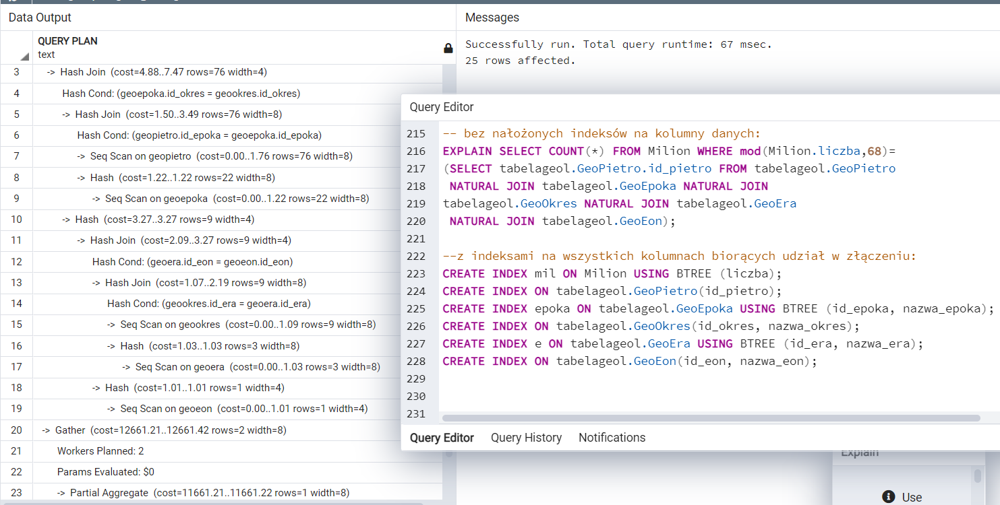 Data Output
QUERY PLAN
text
3 -> Hash Join (cost=4.88..7.47 rows=76 width=4)
4 Hash Cond: (geoepoka.id_okres = geookres.id_okres)
5 -> Hash Join (cost=1.50..3.49 rows=76 width=8)
6 Hash Cond: (geopietro.id_epoka = geoepoka.id_epoka)
7 -> Seq Scan on geopietro (cost=0.00..1.76 rows=76 width=8)
8 -> Hash (cost=1.22..1.22 rows=22 width=8)
9 -> Seq Scan on geoepoka (cost=0.00..1.22 rows=22 width=8)
10 -> Hash (cost=3.27..3.27 rows=9 width=4)
11 -> Hash Join (cost=2.09..3.27 rows=9 width=4)
12 Hash Cond: (geoera.id_eon = geoeon.id_eon)
13 -> Hash Join (cost=1.07..2.19 rows=9 width=8)
14 Hash Cond: (geookres.id_era = geoera.id_era)
15 -> Seq Scan on geookres (cost=0.00..1.09 rows=9 width=8)
16 -> Hash (cost=1.03..1.03 rows=3 width=8)
17 -> Seq Scan on geoera (cost=0.00..1.03 rows=3 width=8)
18 -> Hash (cost=1.01..1.01 rows=1 width=4)
19 -> Seq Scan on geoeon (cost=0.00..1.01 rows=1 width=4)
20 -> Gather (cost=12661.21..12661.42 rows=2 width=8)
21 Workers Planned: 2
22 Params Evaluated: $0
23 -> Partial Aggregate (cost=11661.21..11661.22 rows=1 width=8)
Messages
Successfully run. Total query runtime: 67 msec.
25 rows affected.
Query Editor
215 -- bez nałożonych indeksów na kolumny danych:
216 EXPLAIN SELECT COUNT(*) FROM Milion WHERE mod(Milion.liczba,68)=
217 (SELECT tabelageol.GeoPietro.id_pietro FROM tabelageol.GeoPietro
218 NATURAL JOIN tabelageol.GeoEpoka NATURAL JOIN
219 tabelageol.GeoOkres NATURAL JOIN tabelageol.GeoEra
220 NATURAL JOIN tabelageol.GeoEon);
221
222 --z indeksami na wszystkich kolumnach biorących udział w złączeniu:
223 CREATE INDEX mil ON Milion USING BTREE (liczba);
224 CREATE INDEX ON tabelageol.GeoPietro(id_pietro);
225 CREATE INDEX epoka ON tabelageol.GeoEpoka USING BTREE (id_epoka, nazwa_epoka);
226 CREATE INDEX ON tabelageol.GeoOkres(id_okres, nazwa_okres);
227 CREATE INDEX e ON tabelageol.GeoEra USING BTREE (id_era, nazwa_era);
228 CREATE INDEX ON tabelageol.GeoEon(id_eon, nazwa_eon);
229
230
231
Query Editor Query History Notifications
Explain
Use